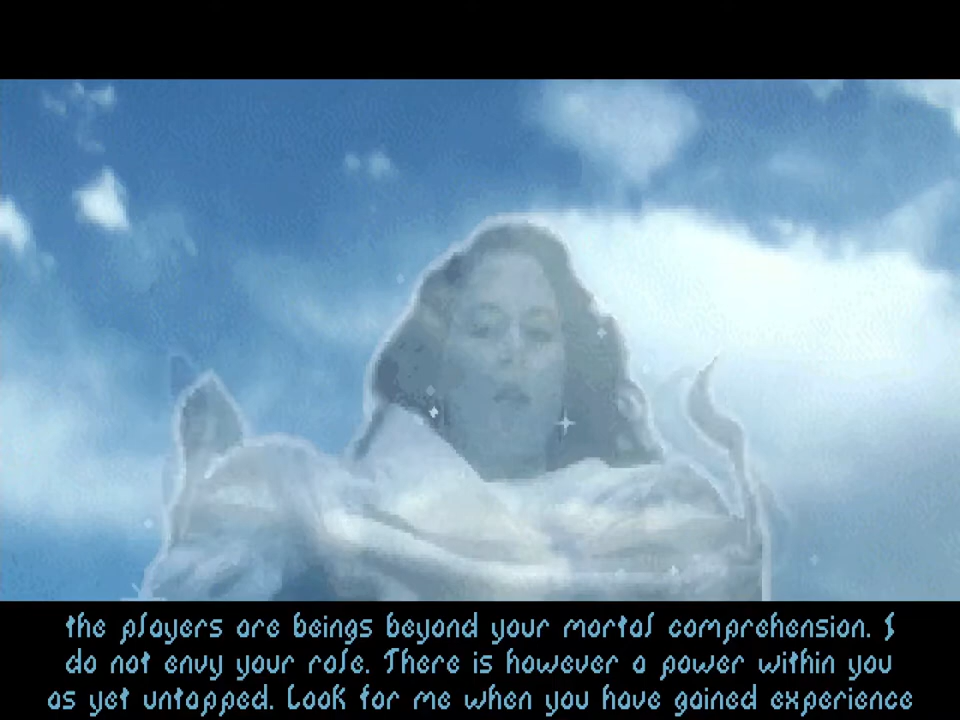 the players are beings beyond your mortal comprehension. I
do not envy your role. There is however a power within you
as yet untapped. Look for me when you have gained experience